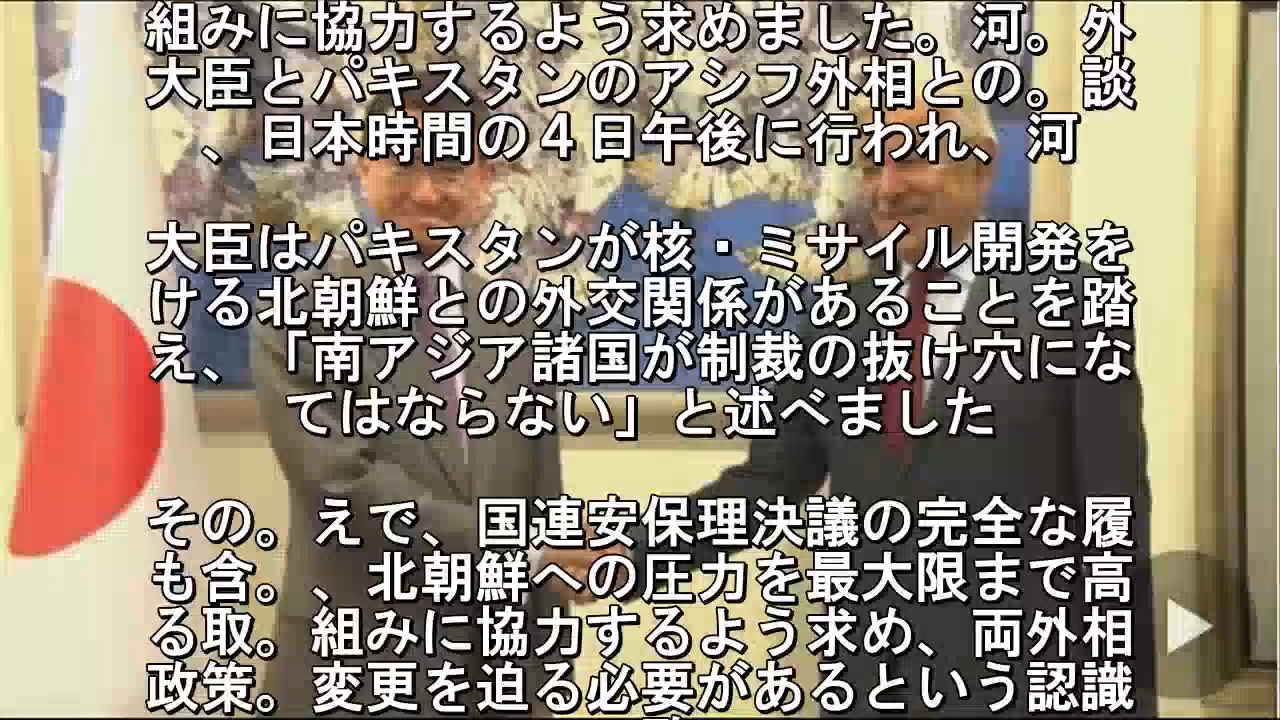 組みに協力するよう求めました。河。外
大臣とパキスタンのアシフ外相との。談
、日本時間の４日午後に行われ、河
大臣はパキスタンが核・ミサイル開発を
ける北朝鮮との外交関係があることを踏
え、「南アジア諸国が制裁の抜け穴にな
てはならない」と述べました
その。えで、国連安保理決議の完全な履
も含。、北朝鮮への圧力を最大限まで高
る取。組みに協力するよう求め、両外相
政策。変更を迫る必要があるという認識